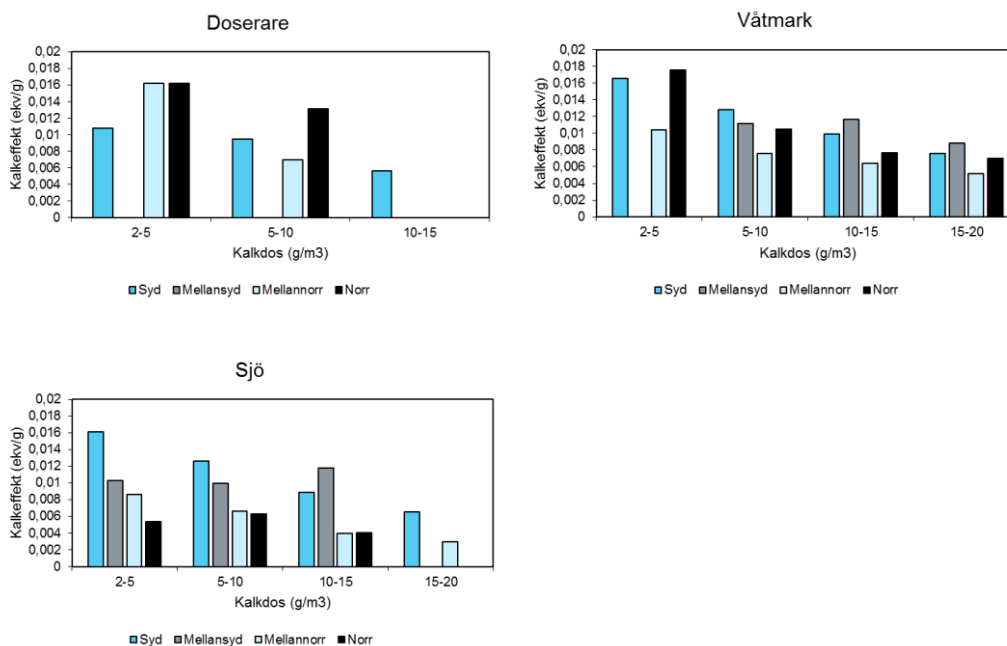 Doserare
Kalkeffekt (ekv/g)
0,02
0,018
0,016
0,014
0,012
0,01
0,008
0,006
0,004
0,002
0
2-5 5-10 10-15
Kalkdos (g/m3)
Syd Mellansyd Mellannorr Norr
Våtmark
Kalkeffekt (ekv/g)
0,02
0,018
0,016
0,014
0,012
0,01
0,008
0,006
0,004
0,002
0
2-5 5-10 10-15 15-20
Kalkdos (g/m3)
Syd Mellansyd Mellannorr Norr
Sjö
Kalkeffekt (ekv/g)
0,02
0,018
0,016
0,014
0,012
0,01
0,008
0,006
0,004
0,002
0
2-5 5-10 10-15 15-20
Kalkdos (g/m3)
Syd Mellansyd Mellannorr Norr